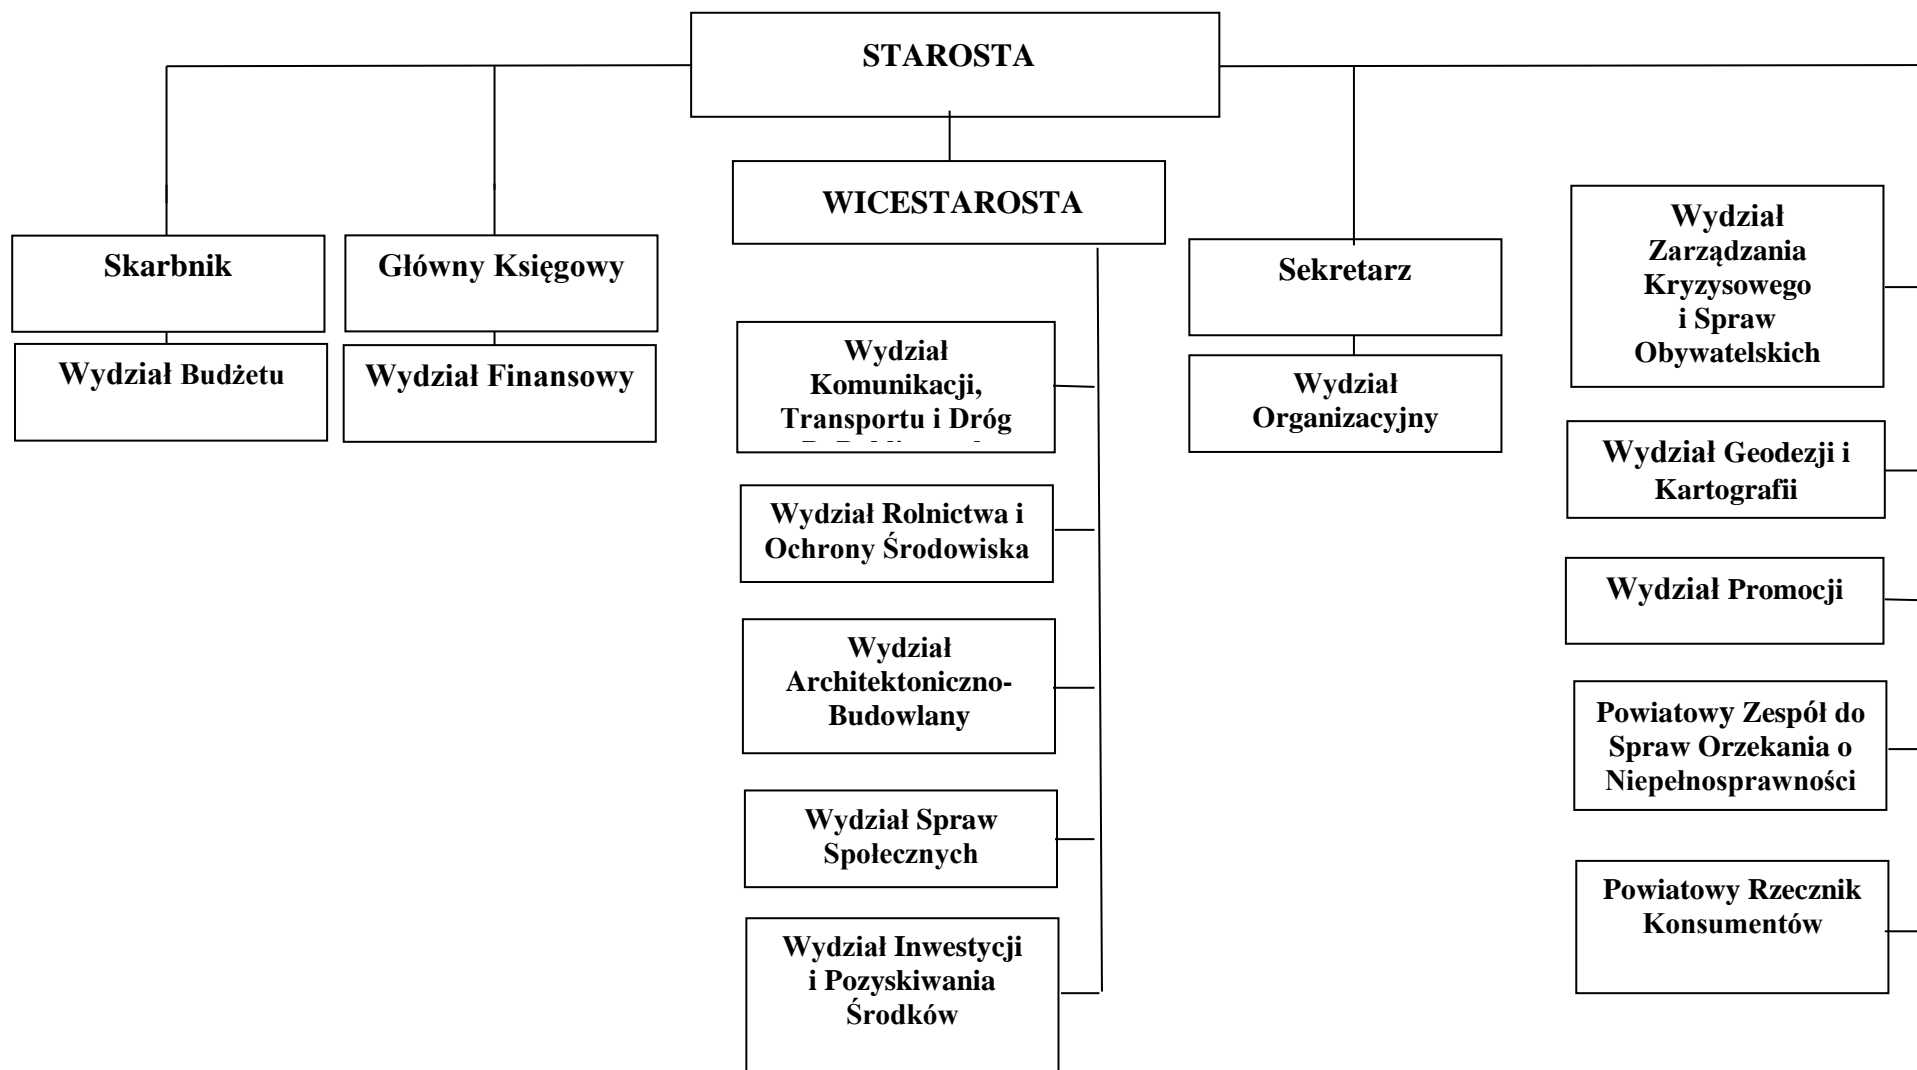 STAROSTA
WICESTAROSTA
Skarbnik
Wydział Budżetu
Główny Księgowy
Wydział Finansowy
Wydział
Komunikacji,
Transportu i Dróg
Wydział Rolnictwa i
Ochrony Środowiska
Wydział
Architektoniczno-
Budowlany
Wydział Spraw
Społecznych
Wydział Inwestycji
i Pozyskiwania
Środków
Sekretarz
Wydział
Organizacyjny
Wydział
Zarządzania
Kryzysowego
i Spraw
Obywatelskich
Wydział Geodezji i
Kartografii
Wydział Promocji
Powiatowy Zespół do
Spraw Orzekania o
Niepełnosprawności
Powiatowy Rzecznik
Konsumentów